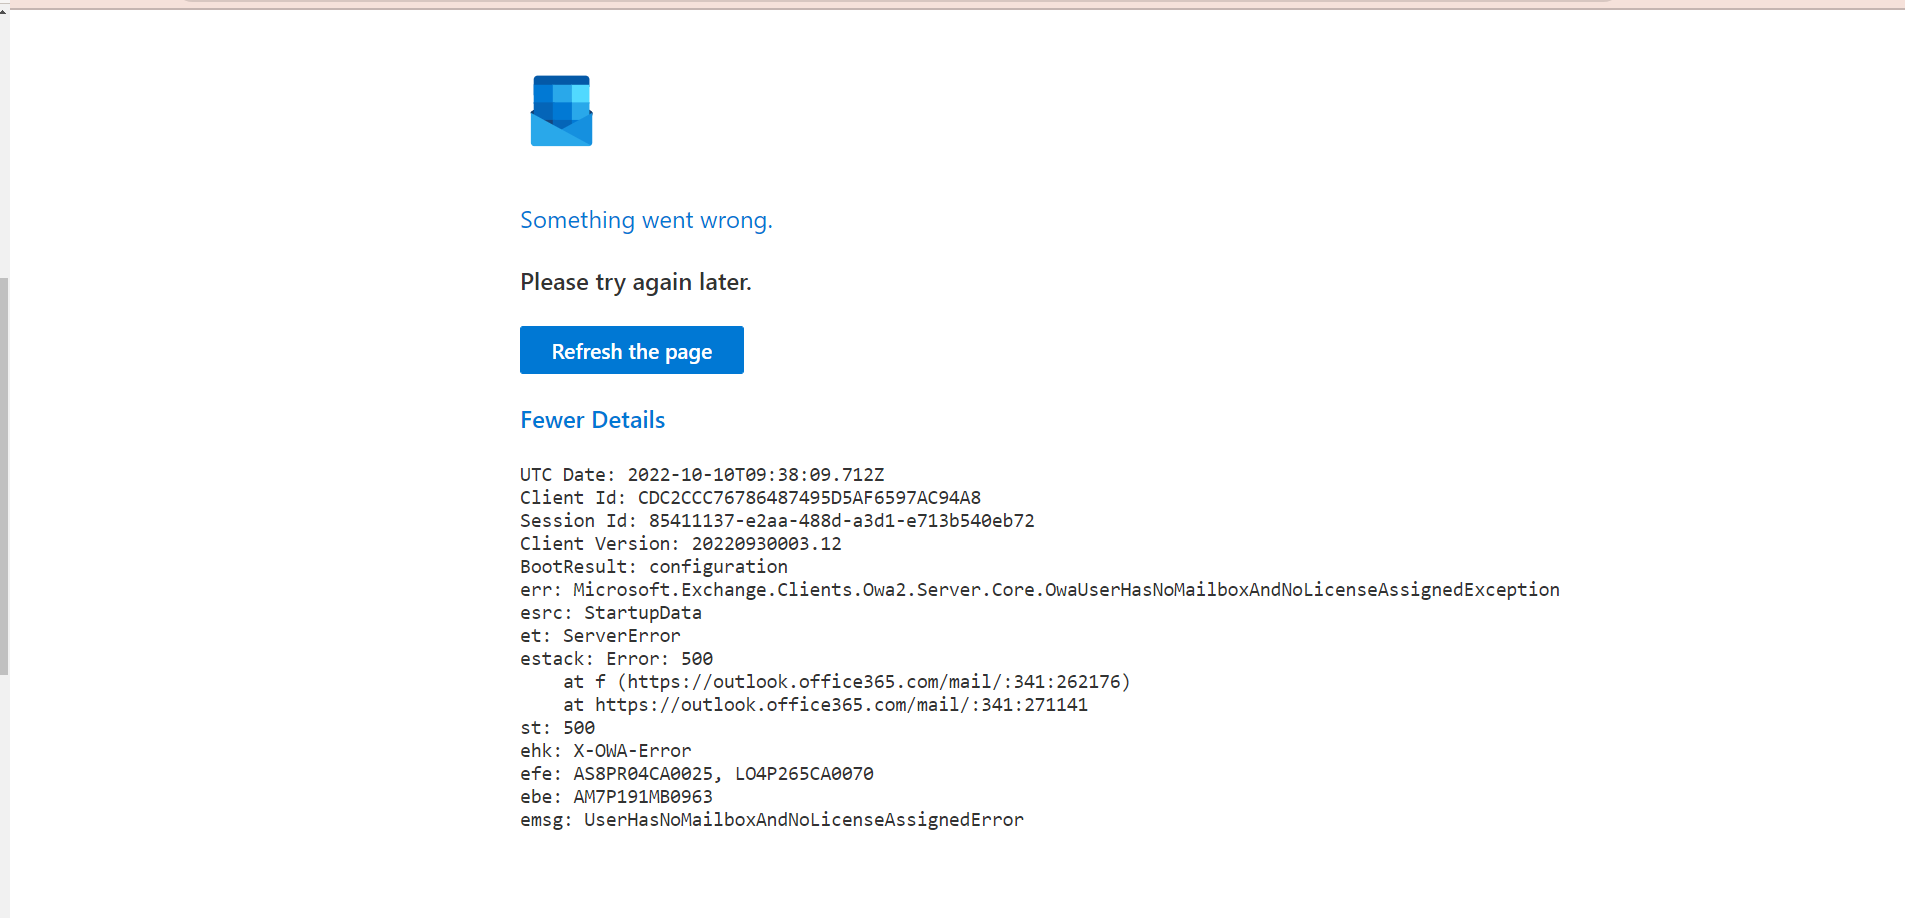 Something went wrong.
Please try again later.
Refresh the page
Fewer Details
UTC Date: 2022-10-10T09:38:09.712Z
Client Id: CDC2CCC76786487495D5AF6597AC94A8
Session Id: 85411137-e2aa-488d-a3d1-e713b540eb72
Client Version: 20220930003.12
BootResult: configuration
err: Microsoft.Exchange.Clients.Owa2.Server.Core.OwaUserHasNoMailboxAndNoLicenseAssignedException
esrc: StartupData
et: ServerError
estack: Error: 500
    at f (https://outlook.office365.com/mail/:341:262176)
    at https://outlook.office365.com/mail/:341:271141
st: 500
ehk: X-OWA-Error
efe: AS8PR04CA0025, LO4P265CA0070
ebe: AM7P191MB0963
emsg: UserHasNoMailboxAndNoLicenseAssignedError